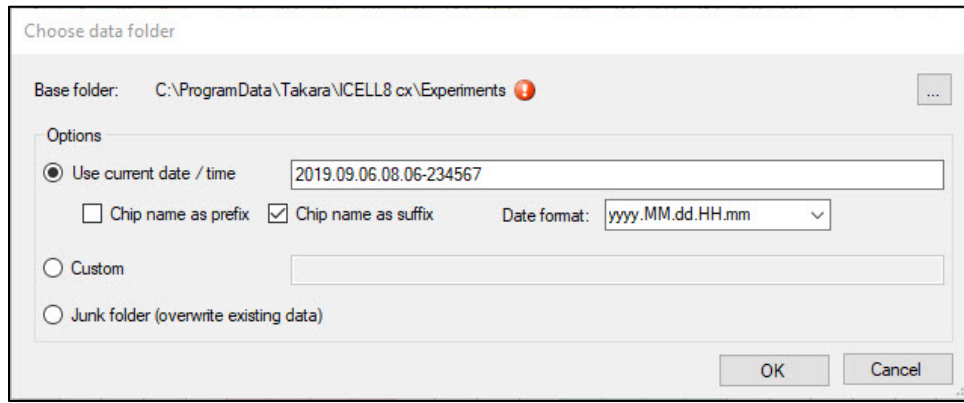 Choose data folder
Base folder: C:\ProgramData\Takara\ICELL8 cx\Experiments
...
Options
Use current date / time 2019.09.06.08.06-234567
Chip name as prefix Chip name as suffix Date format: yyyy.MM.dd.HH.mm
Custom
Junk folder (overwrite existing data)
OK Cancel